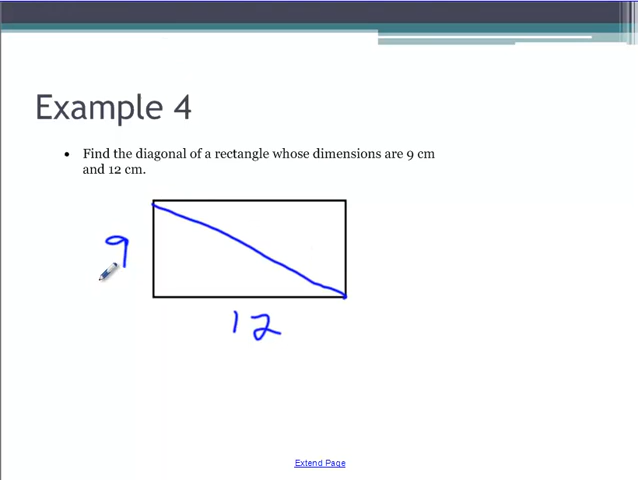 Example 4
• Find the diagonal of a rectangle whose dimensions are 9 cm
and 12 cm.
9
12
Extend Page